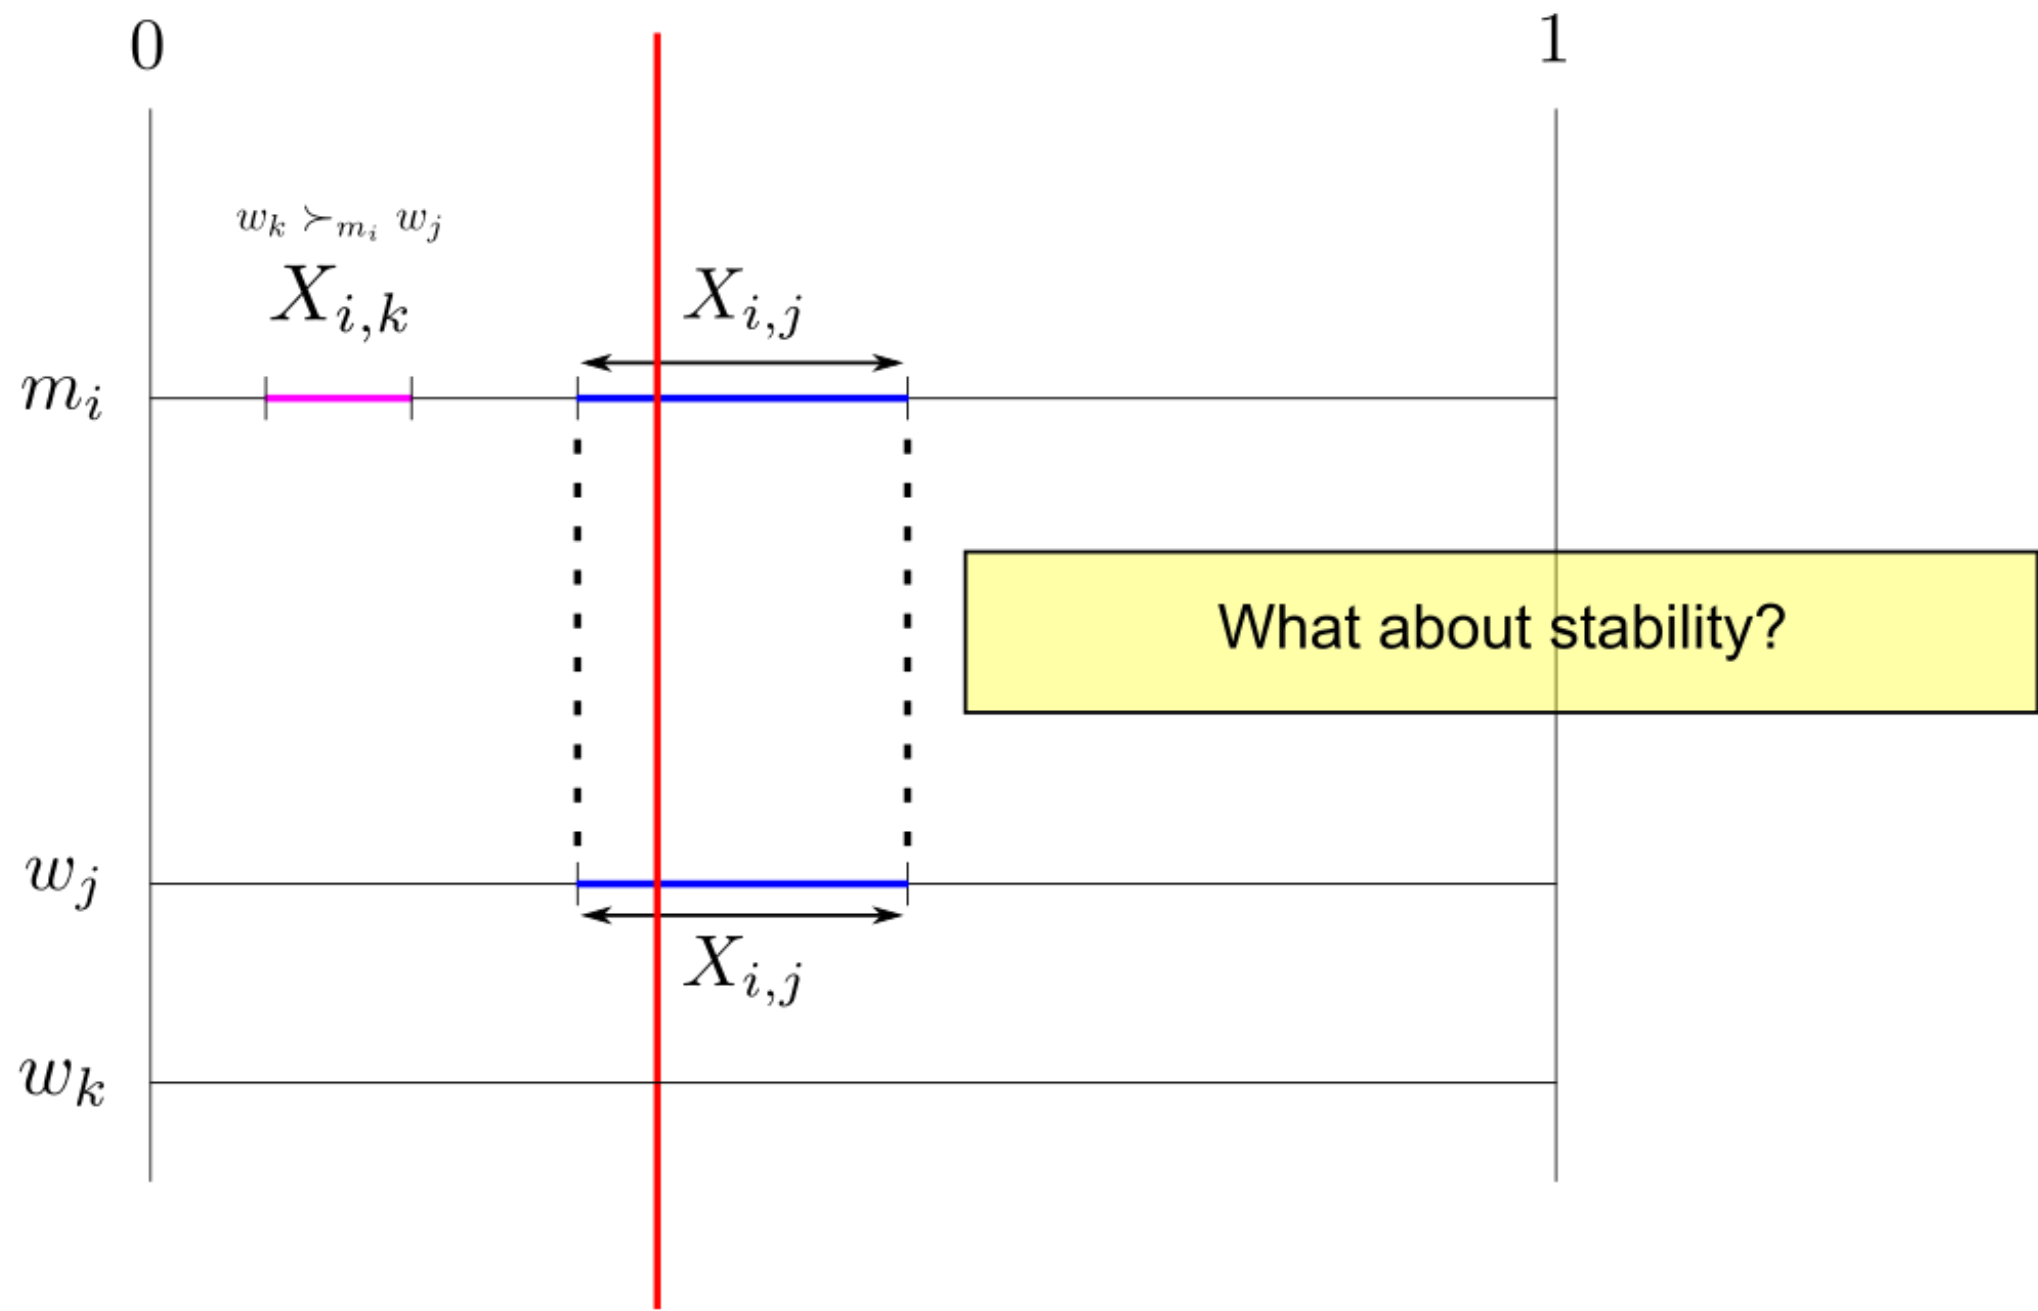 0 1
w_k ≻_{m_i} w_j
X_{i,k} X_{i,j}
m_i
What about stability?
w_j
X_{i,j}
w_k